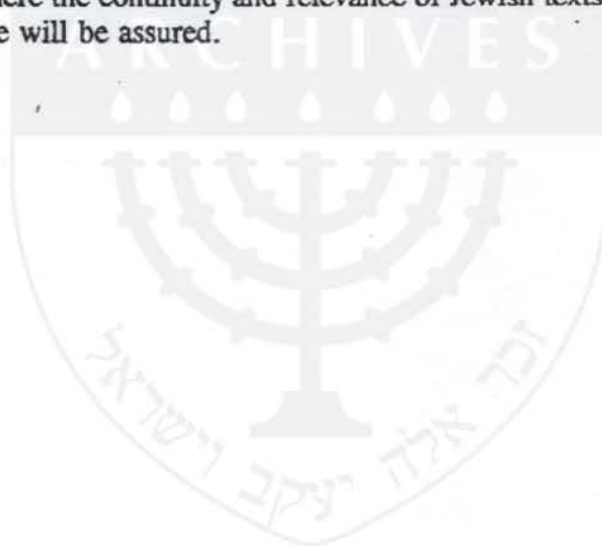 here the continuity and relevance of Jewish texts
e will be assured.
ARCHIVES
זכר אלה יעקב וישראל